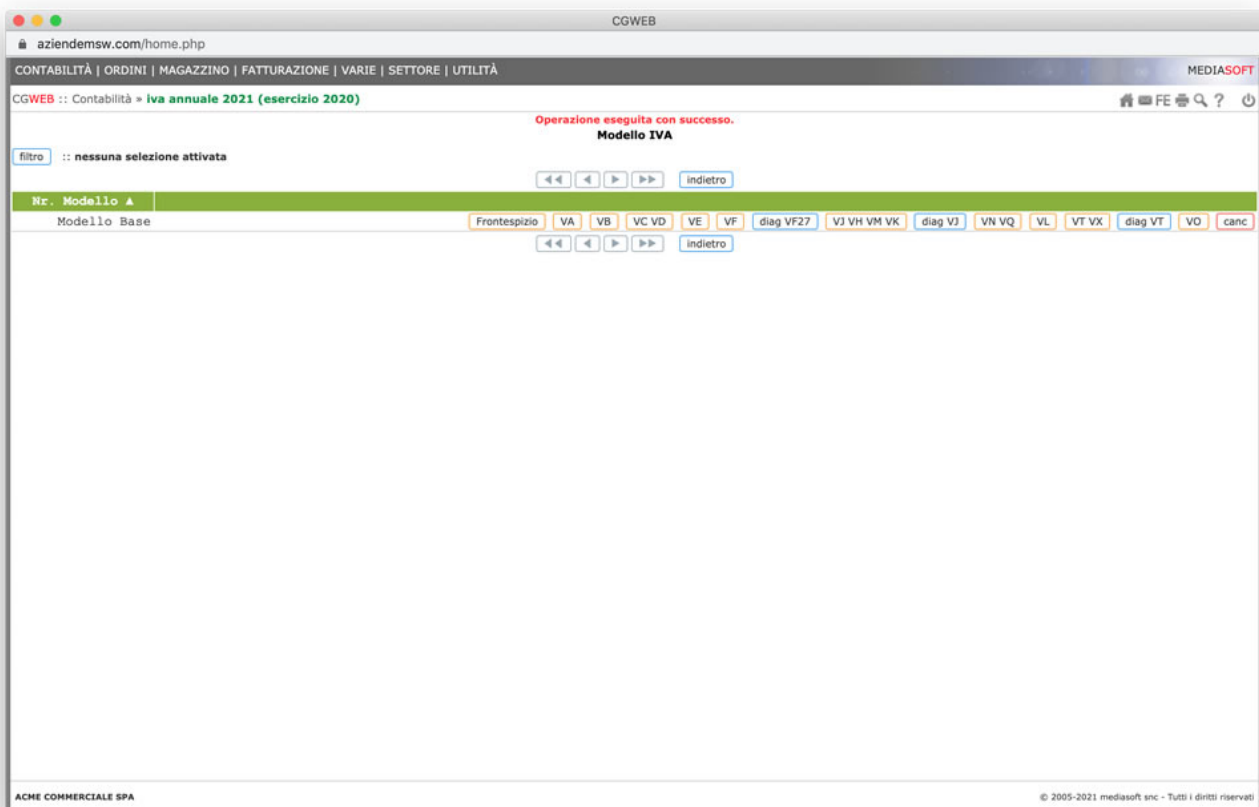 CGWEB
aziendemsw.com/home.php
CONTABILITÀ | ORDINI | MAGAZZINO | FATTURAZIONE | VARIE | SETTORE | UTILITÀ MEDIASOFT
CGWEB :: Contabilità » iva annuale 2021 (esercizio 2020) FE ?
Operazione eseguita con successo.
Modello IVA
filtro :: nessuna selezione attivata
indietro
Nr. Modello ▲
Modello Base Frontespizio VA VB VC VD VE VF diag VF27 VJ VH VM VK diag VJ VN VQ VL VT VX diag VT VO canc
indietro
ACME COMMERCIALE SPA © 2005-2021 mediasoft snc - Tutti i diritti riservati